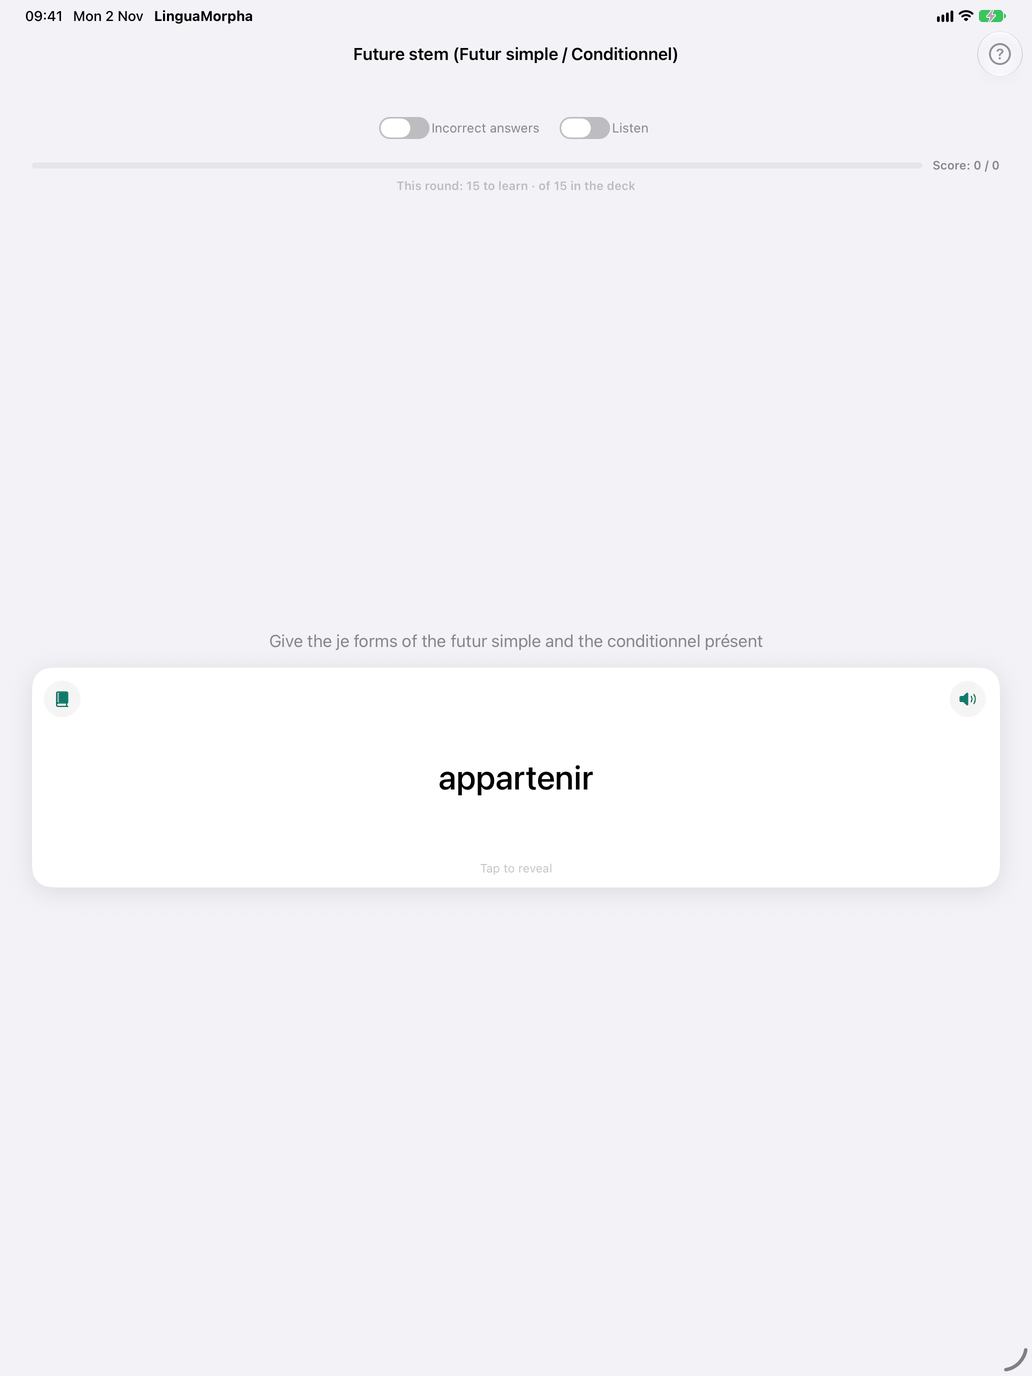 09:41 Mon 2 Nov LinguaMorpha
Future stem (Futur simple / Conditionnel)
Incorrect answers Listen
Score: 0 / 0
This round: 15 to learn · of 15 in the deck
Give the je forms of the futur simple and the conditionnel présent
appartenir
Tap to reveal